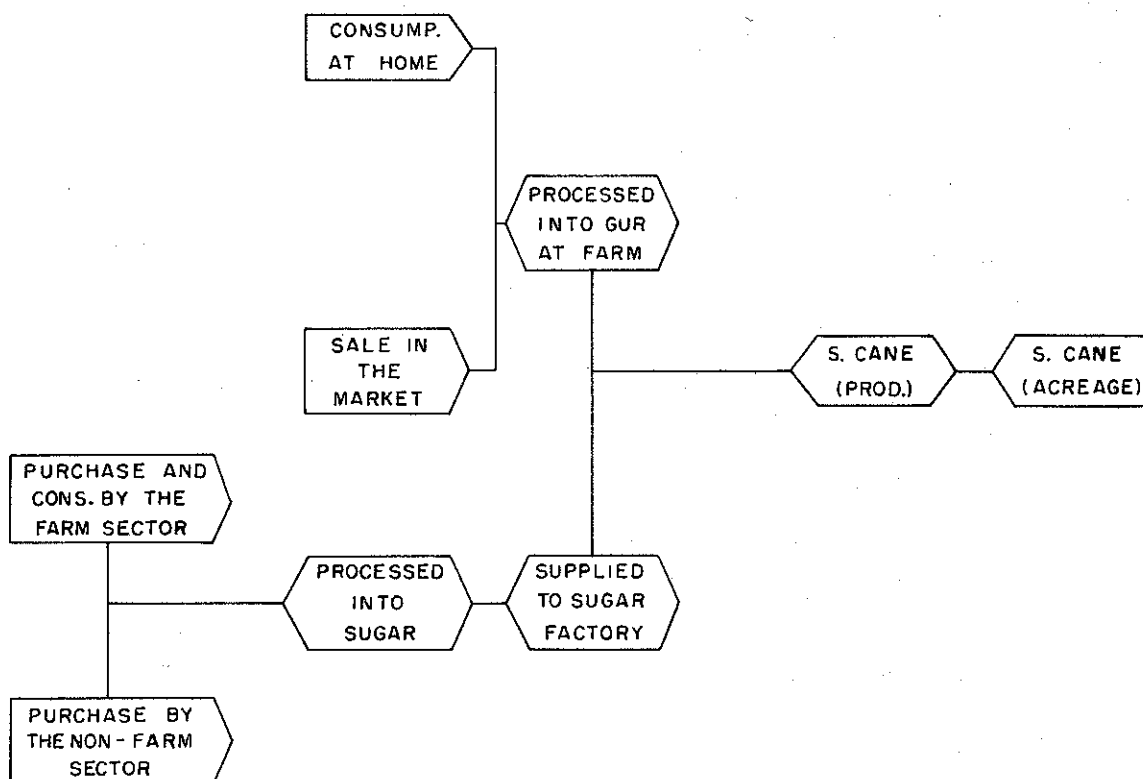 CONSUMP.
AT HOME
PROCESSED
INTO GUR
AT FARM
SALE IN
THE
MARKET
S. CANE
(PROD.)
S. CANE
(ACREAGE)
PURCHASE AND
CONS. BY THE
FARM SECTOR
PROCESSED
INTO
SUGAR
SUPPLIED
TO SUGAR
FACTORY
PURCHASE BY
THE NON-FARM
SECTOR